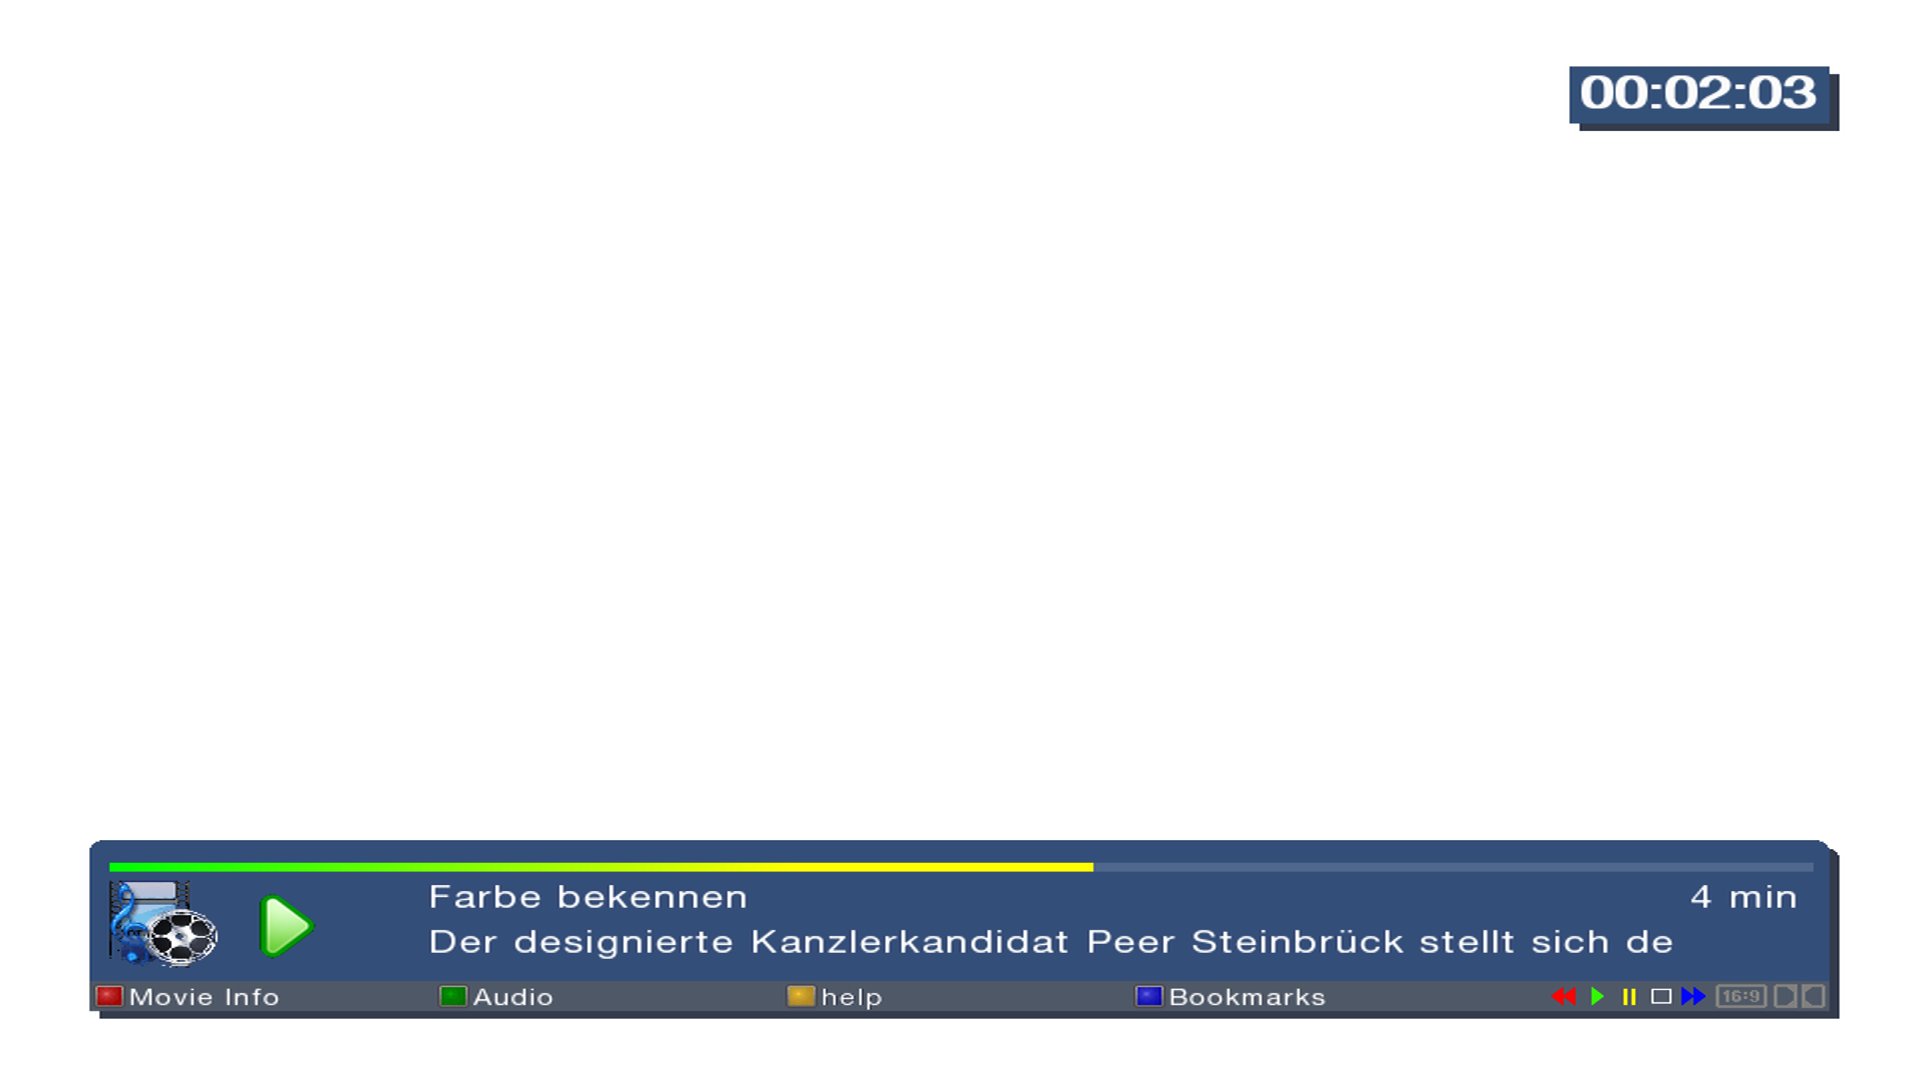 00:02:03
Farbe bekennen
4 min
Der designierte Kanzlerkandidat Peer Steinbrück stellt sich de
Movie Info
Audio
help
Bookmarks
16:9